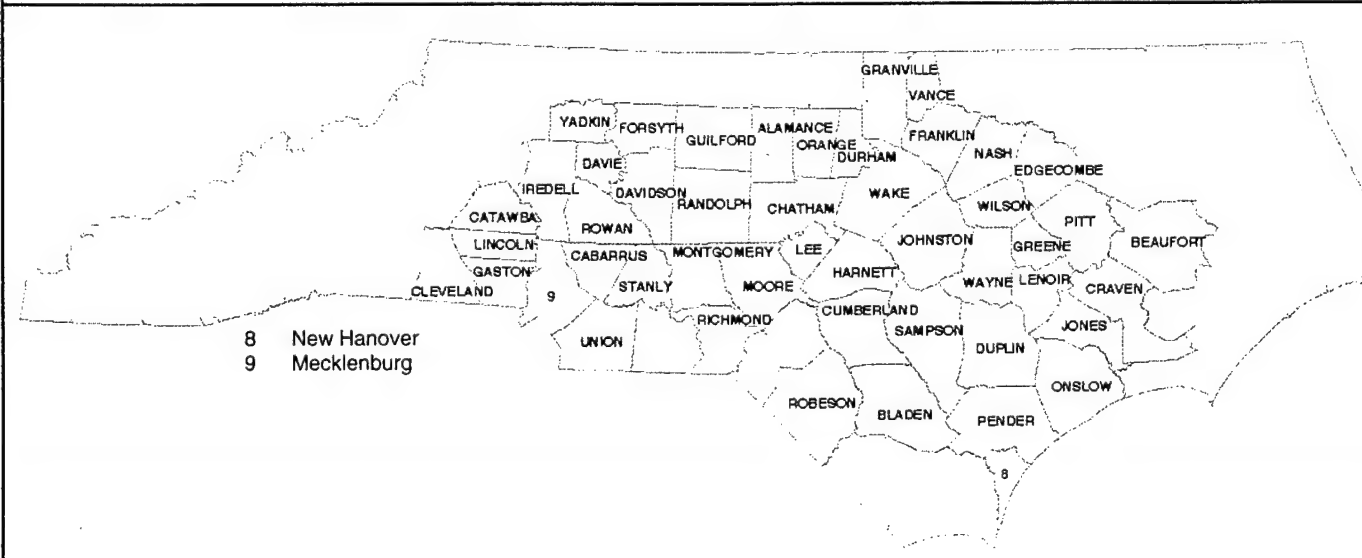 GRANVILLE
VANCE
YADKIN
FORSYTH
GUILFORD
ALAMANCE
ORANGE
DURHAM
FRANKLIN
NASH
EDGECOMBE
DAVIE
IREDELL
DAVIDSON
RANDOLPH
CHATHAM
WAKE
WILSON
PITT
CATAWBA
ROWAN
BEAUFORT
LINCOLN
CABARRUS
MONTGOMERY
LEE
JOHNSTON
GREENE
GASTON
CLEVELAND
STANLY
MOORE
HARNETT
WAYNE
LENOIR
CRAVEN
9
UNION
RICHMOND
CUMBERLAND
SAMPSON
DUPLIN
JONES
8 New Hanover
9 Mecklenburg
ONSLOW
ROBESON
BLADEN
PENDER
8